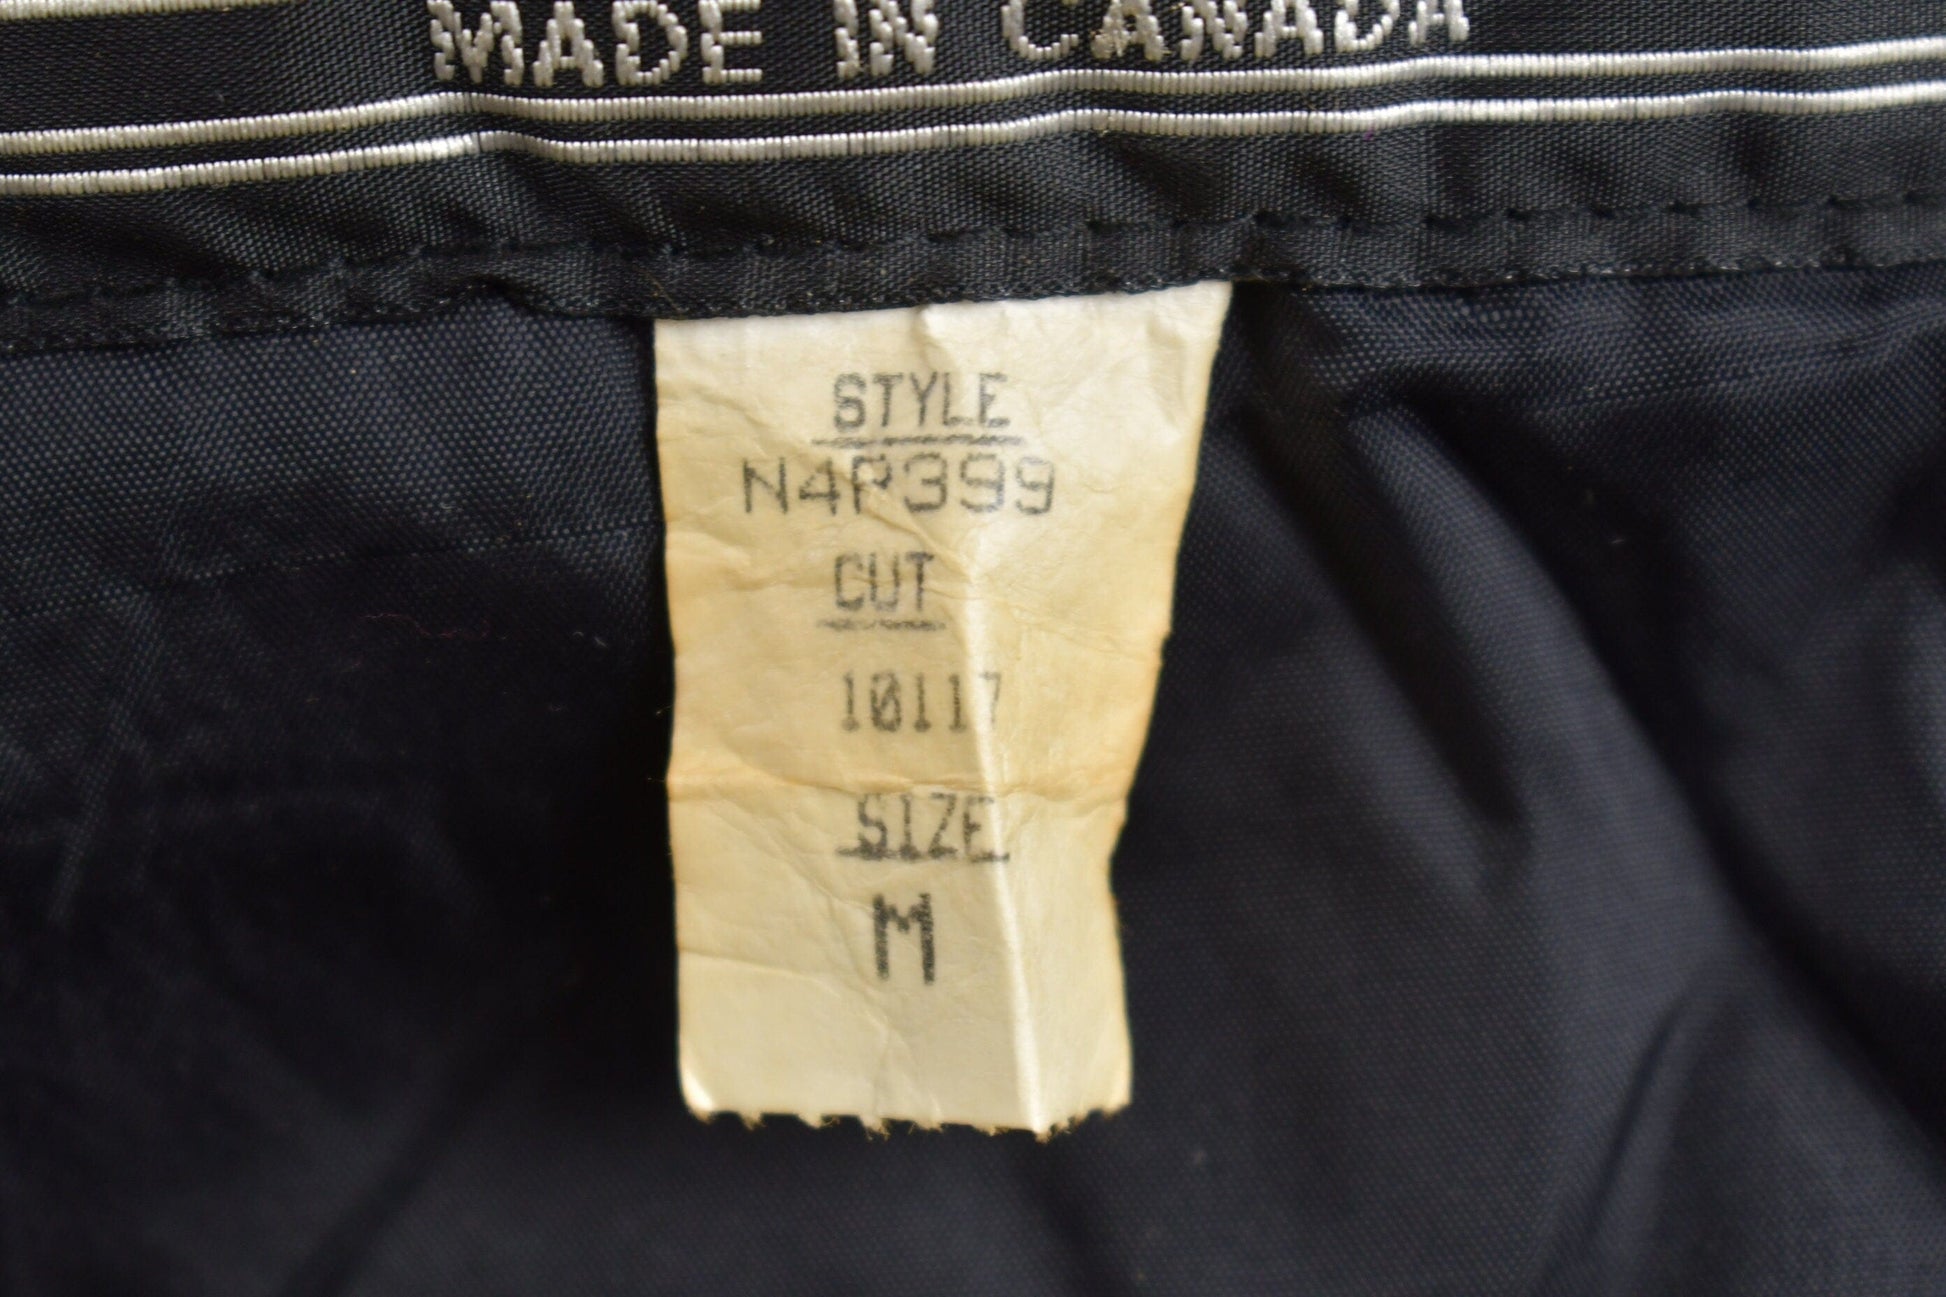 MADE IN CANADA
STYLE
N4P399
CUT
10117
SIZE
M